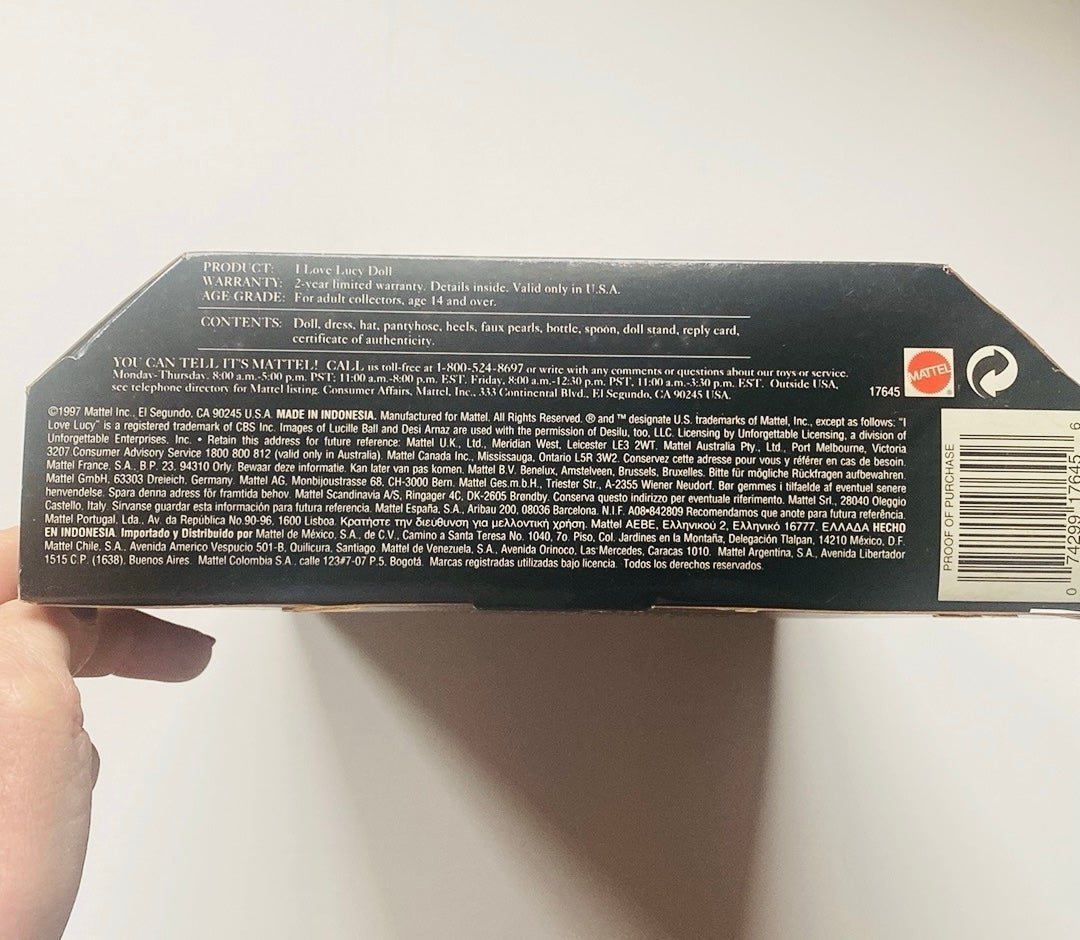 PRODUCT: I Love Lucy Doll
WARRANTY: 2-year limited warranty. Details inside. Valid only in U.S.A.
AGE GRADE: For adult collectors, age 14 and over.
CONTENTS: Doll, dress, hat, pantyhose, heels, faux pearls, bottle, spoon, doll stand, reply card,
certificate of authenticity.
YOU CAN TELL IT'S MATTEL! CALL us toll-free at 1-800-524-8697 or write with any comments or questions about our toys or service.
Monday-Thursday, 8:00 a.m.-5:00 p.m. PST; 11:00 a.m.-8:00 p.m. EST. Friday, 8:00 a.m.-12:30 p.m. PST, 11:00 a.m.-3:30 p.m. EST. Outside USA,
see telephone directory for Mattel listing. Consumer Affairs, Mattel, Inc., 333 Continental Blvd., El Segundo, CA 90245 USA.
17645
MATTEL®
©1997 Mattel Inc., El Segundo, CA 90245 U.S.A. MADE IN INDONESIA. Manufactured for Mattel. All Rights Reserved. ® and ™ designate U.S. trademarks of Mattel, Inc., except as follows: "I
Love Lucy" is a registered trademark of CBS Inc. Images of Lucille Ball and Desi Arnaz are used with the permission of Desilu, too, LLC. Licensing by Unforgettable Licensing, a division of
Unforgettable Enterprises, Inc. • Retain this address for future reference: Mattel U.K., Ltd., Meridian West, Leicester LE3 2WT. Mattel Australia Pty., Ltd., Port Melbourne, Victoria
3207.Consumer Advisory Service 1800 800 812 (valid only in Australia). Mattel Canada Inc., Mississauga, Ontario L5R 3W2. Conservez cette adresse pour vous y référer en cas de besoin.
Mattel France, S.A., B.P. 23, 94310 Orly. Bewaar deze informatie. Kan later van pas komen. Mattel B.V. Benelux, Amstelveen, Brussels, Bruxelles. Bitte für mögliche Rückfragen aufbewahren.
Mattel GmbH, 63303 Dreieich, Germany. Mattel AG. Monbijoustrasse 68, CH-3000 Bern. Mattel Ges.m.b.H., Triester Str., A-2355 Wiener Neudorf. Bør gemmes i tilfaelde af eventuel senere
henvendelse. Spara denna adress för framtida behov. Mattel Scandinavia A/S, Ringager 4C, DK-2605 Brendby. Conserva questo indirizzo per eventuale riferimento. Mattel Srl., 28040 Oleggio
Castello, Italy. Sirvanse guardar esta información para futura referencia. Mattel España, S.A., Aribau 200, 08036 Barcelona. N.I.F. A08•842809 Recomendamos que anote para futura referência.
Mattel Portugal, Lda., Av. da República No.90-96, 1600 Lisboa. Κρατήστε την διευθυνση για μελλοντική χρήση. Mattel AEBE, Ελληνικού 2, Ελληνικό 16777. ΕΛΛΑΔΑ HECHO
EN INDONESIA. Importado y Distribuido por Mattel de México, S.A., de C.V., Camino a Santa Teresa No. 1040, 7o. Piso, Col. Jardines en la Montaña, Delegación Tlalpan, 14210 México, D.F.
Mattel Chile, S.A., Avenida Americo Vespucio 501-B, Quilicura, Santiago. Mattel de Venezuela, S.A., Avenida Orinoco, Las Mercedes, Caracas 1010. Mattel Argentina, S.A., Avenida Libertador
1515 C.P. (1638), Buenos Aires. Mattel Colombia S.A., calle 123#7-07 P.5. Bogotá. Marcas registradas utilizadas bajo licencia. Todos los derechos reservados.
PROOF OF PURCHASE
0 74299 17645 6